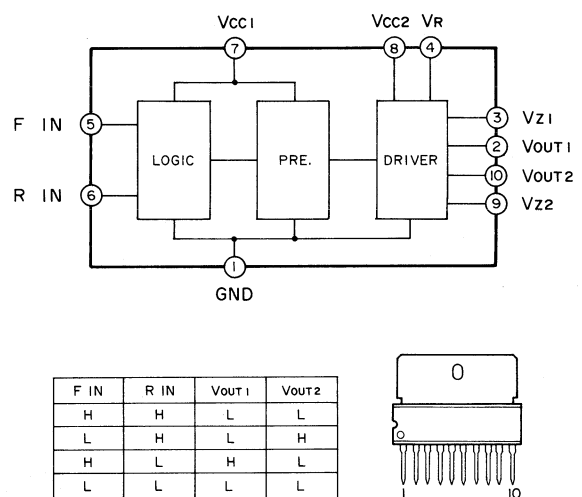 VCC1 VCC2 VR
7 8 4
F IN 5 3 VZ1
LOGIC PRE. DRIVER 2 VOUT1
R IN 6 10 VOUT2
9 VZ2
1
GND
F IN R IN VOUT1 VOUT2
H H L L
L H L H
H L H L
L L L L
1 10